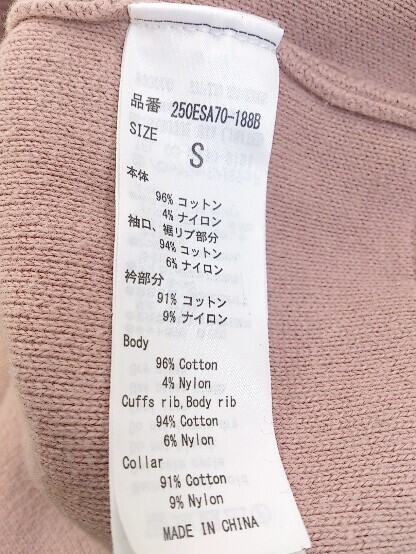 品番 250ESA70-188B
SIZE
S
本体
96% コットン
4% ナイロン
袖口、裾リブ部分
94% コットン
6% ナイロン
衿部分
91% コットン
9% ナイロン
Body
96% Cotton
4% Nylon
Cuffs rib,Body rib
94% Cotton
6% Nylon
Collar
91% Cotton
9% Nylon
MADE IN CHINA